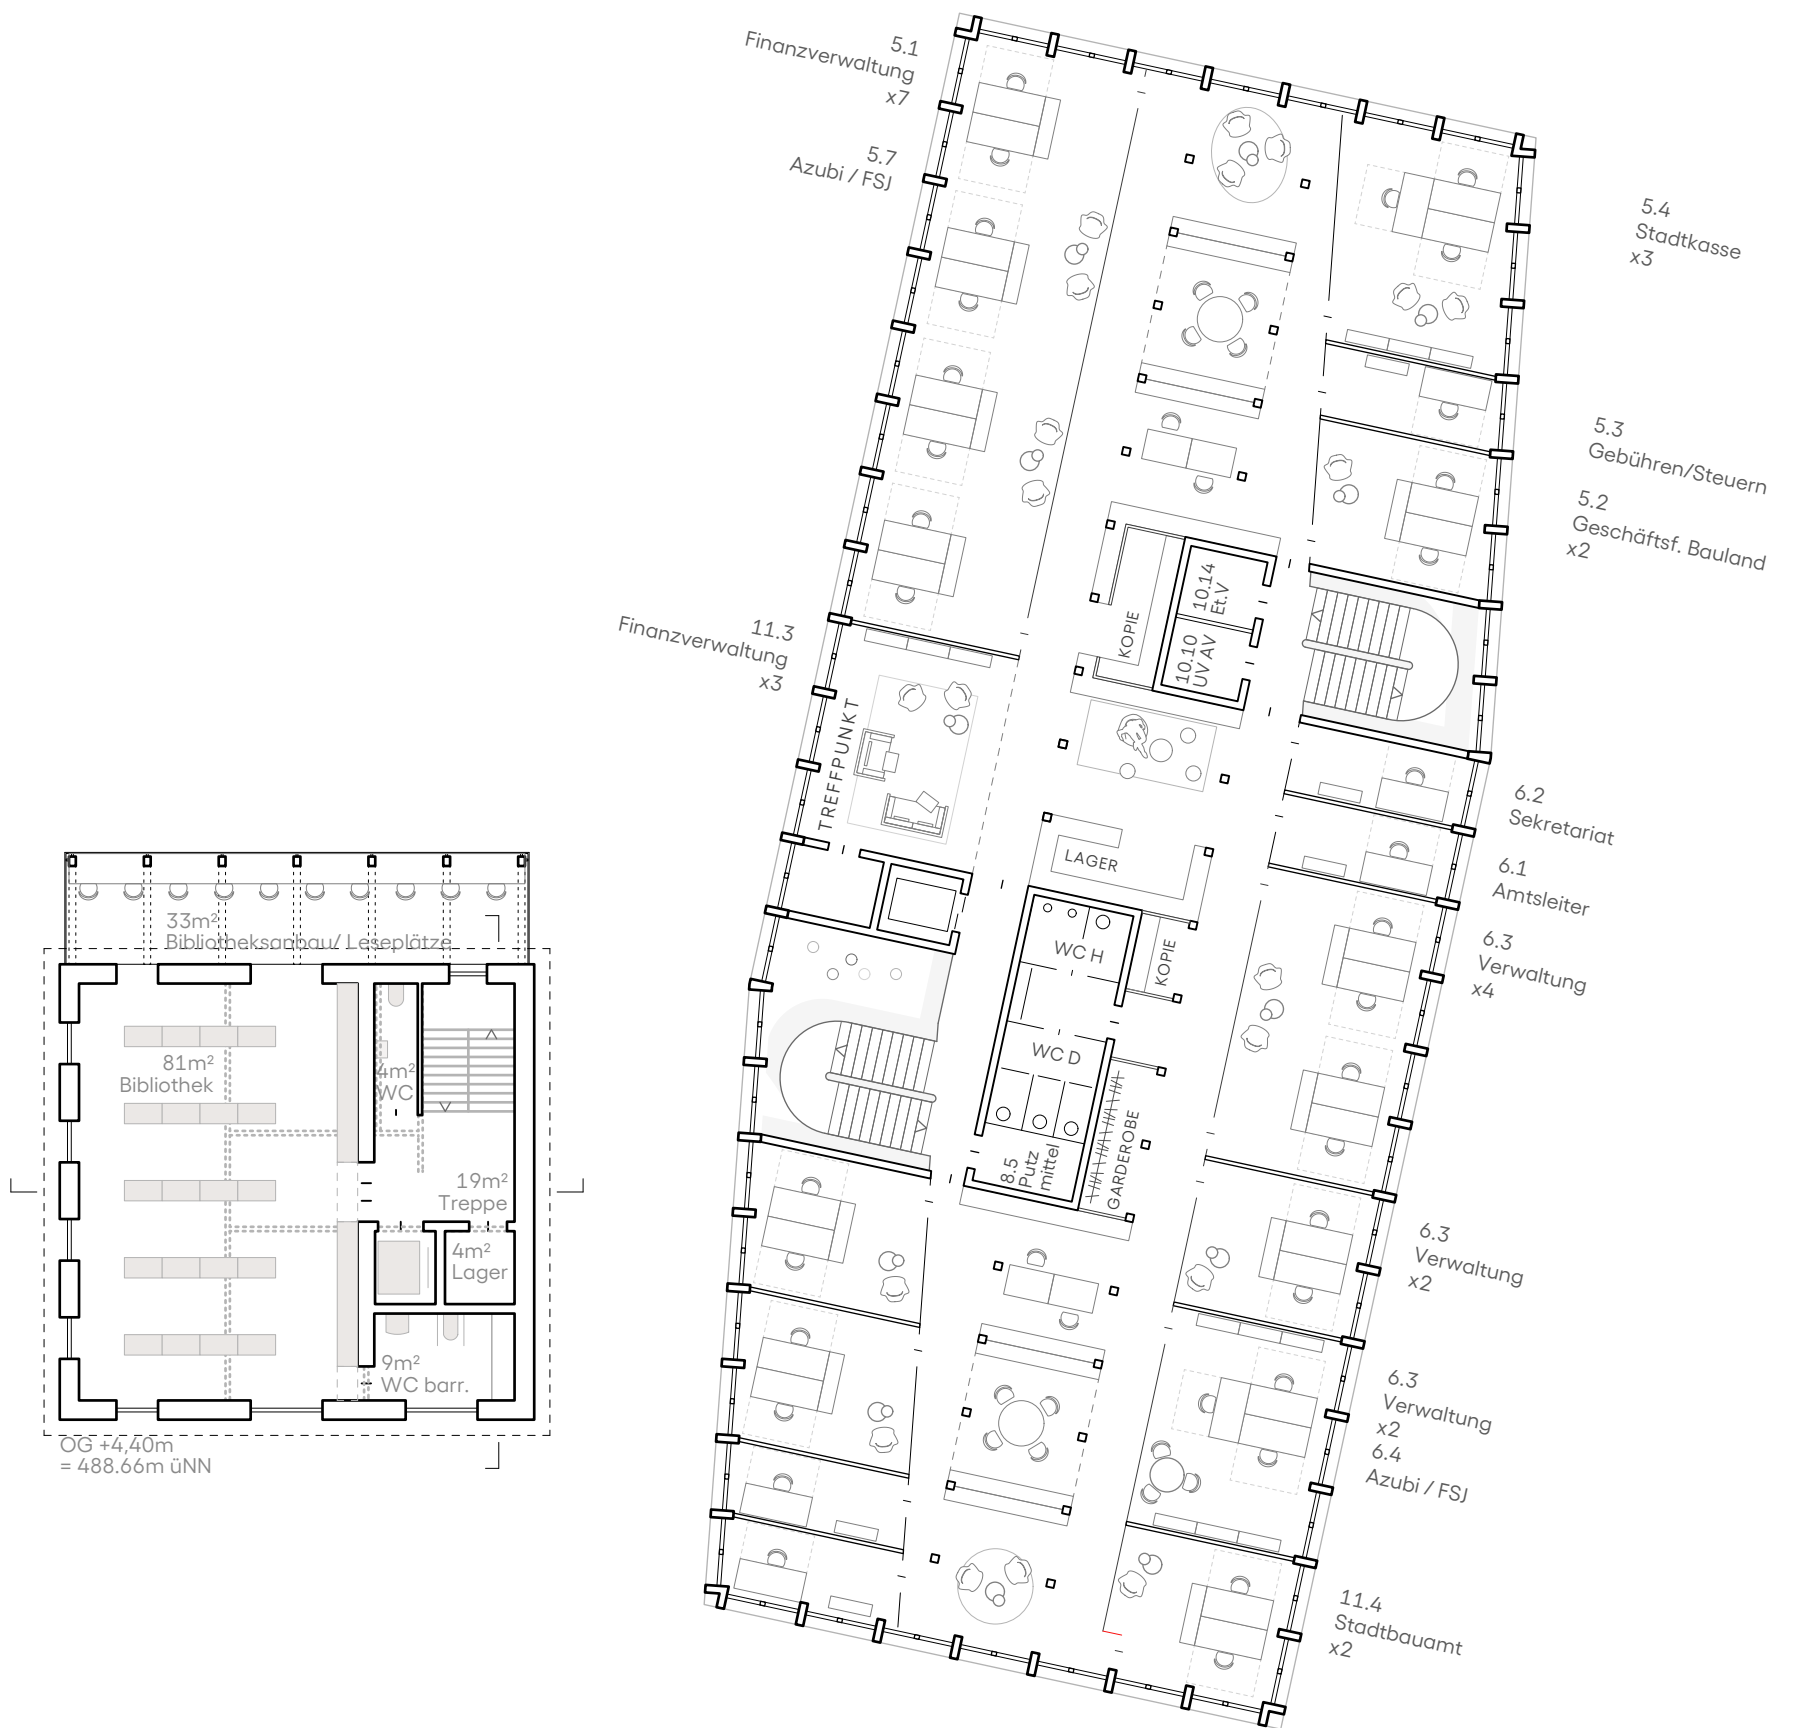 5.1
Finanzverwaltung
x7
5.7
Azubi / FSJ
5.4
Stadtkasse
x3
5.3
Gebühren/Steuern
5.2
Geschäftsf. Bauland
x2
10.14
Et.V
10.10
UV AV
KOPIE
11.3
Finanzverwaltung
x3
TREFFPUNKT
LAGER
6.2
Sekretariat
6.1
Amtsleiter
6.3
Verwaltung
x4
WC H
KOPIE
WC D
GARDEROBE
8.5
Putz
mittel
6.3
Verwaltung
x2
6.3
Verwaltung
x2
6.4
Azubi / FSJ
11.4
Stadtbauamt
x2
33m²
Bibliotheksanbau/ Leseplätze
81m²
Bibliothek
4m²
WC
19m²
Treppe
4m²
Lager
9m²
WC barr.
OG +4,40m
= 488.66m üNN